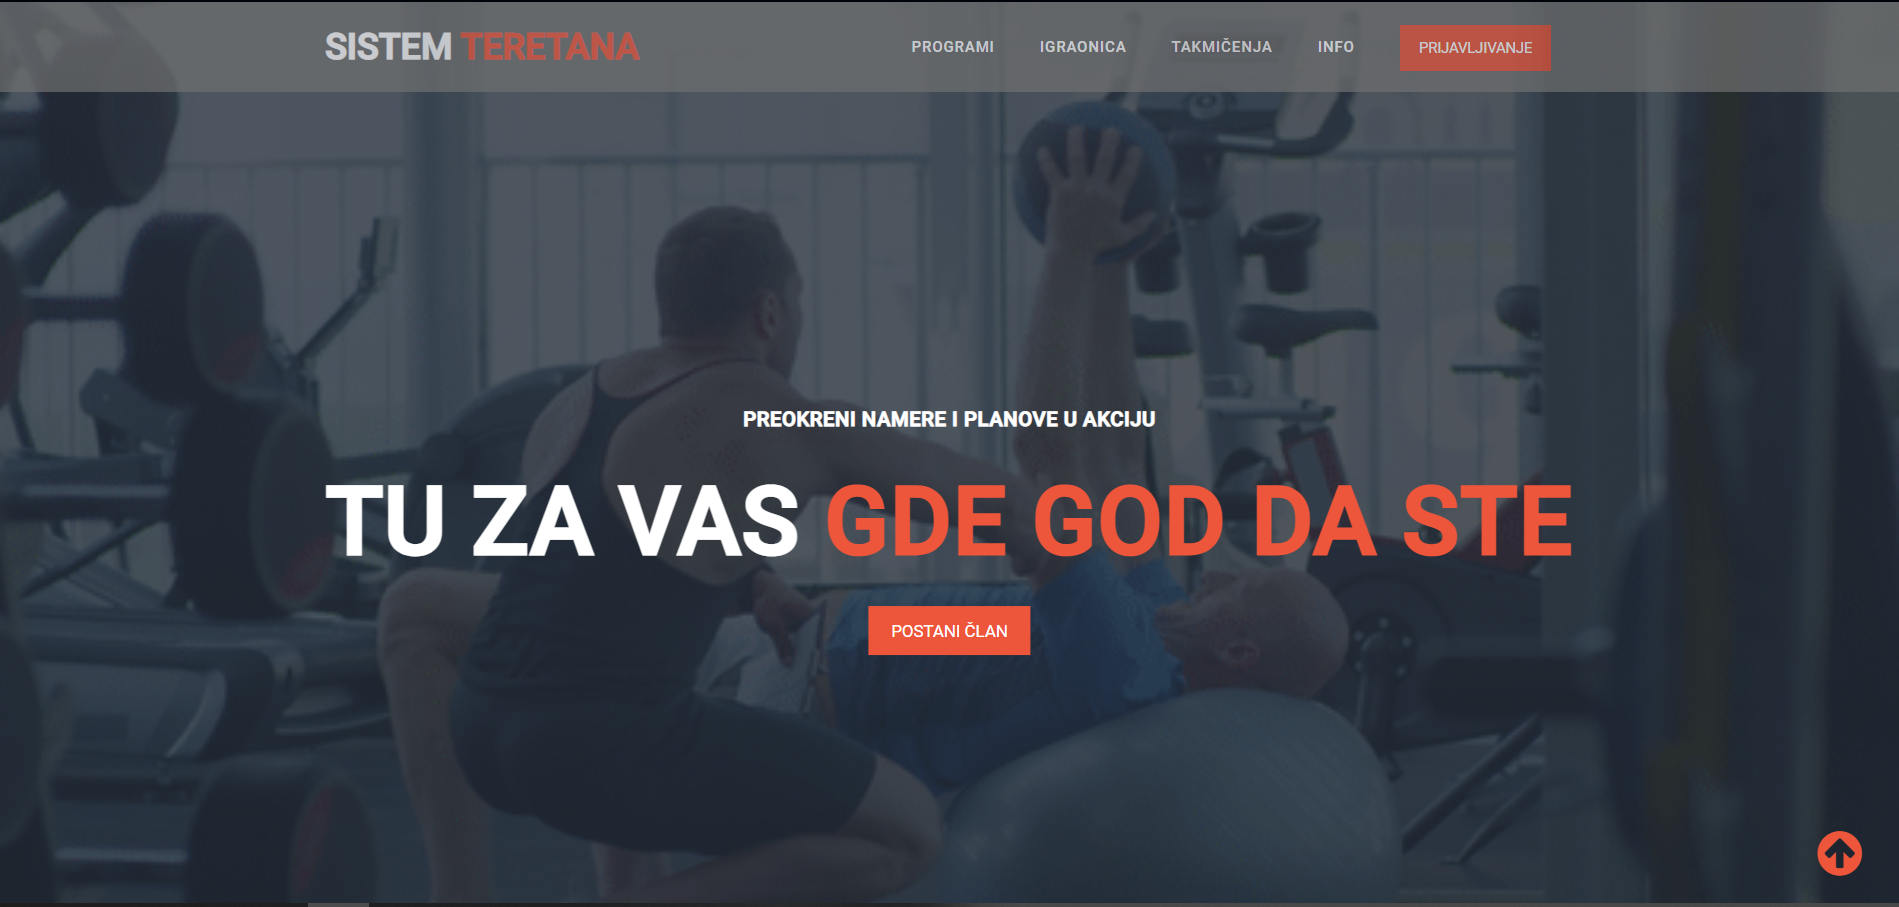 SISTEM TERETANA
PROGRAMI IGRAONICA TAKMIČENJA INFO PRIJAVLJIVANJE
PREOKRENI NAMERE I PLANOVE U AKCIJU
TU ZA VAS GDE GOD DA STE
POSTANI ČLAN